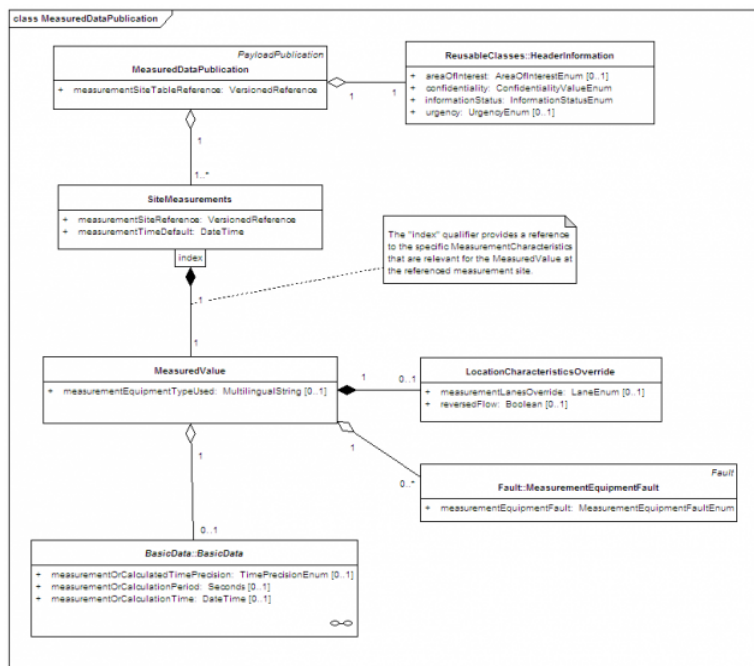 class MeasuredDataPublication
PayloadPublication
MeasuredDataPublication
+ measurementSiteTableReference: VersionedReference
ReusableClasses::HeaderInformation
+ areaOfInterest: AreaOfInterestEnum [0..1]
+ confidentiality: ConfidentialityValueEnum
+ informationStatus: InformationStatusEnum
+ urgency: UrgencyEnum [0..1]
1
1
1
1..*
SiteMeasurements
+ measurementSiteReference: VersionedReference
+ measurementTimeDefault: DateTime
index
The "index" qualifier provides a reference
to the specific MeasurementCharacteristics
that are relevant for the MeasuredValue at
the referenced measurement site.
1
1
MeasuredValue
+ measurementEquipmentTypeUsed: MultilingualString [0..1]
1
0..1
LocationCharacteristicsOverride
+ measurementLanesOverride: LaneEnum [0..1]
+ reversedFlow: Boolean [0..1]
1
1
0..*
Fault
Fault::MeasurementEquipmentFault
+ measurementEquipmentFault: MeasurementEquipmentFaultEnum
0..1
BasicData::BasicData
+ measurementOrCalculatedTimePrecision: TimePrecisionEnum [0..1]
+ measurementOrCalculationPeriod: Seconds [0..1]
+ measurementOrCalculationTime: DateTime [0..1]